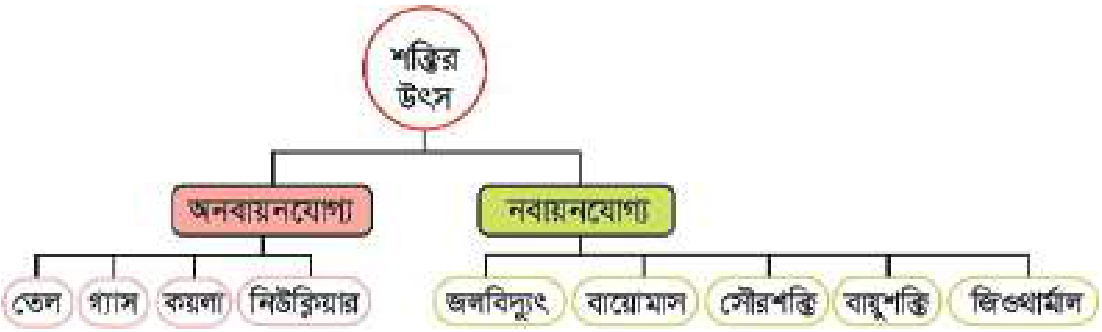 শক্তির
উৎস
অনবায়নযোগ্য
নবায়নযোগ্য
তেল
গ্যাস
কয়লা
নিউক্লিয়ার
জলবিদ্যুৎ
বায়োমাস
সৌরশক্তি
বায়ুশক্তি
জিওথার্মাল